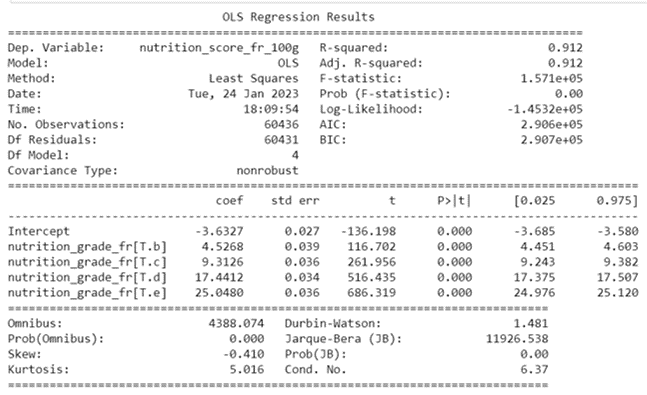 OLS Regression Results
==============================================================================
Dep. Variable: nutrition_score_fr_100g R-squared: 0.912
Model: OLS Adj. R-squared: 0.912
Method: Least Squares F-statistic: 1.571e+05
Date: Tue, 24 Jan 2023 Prob (F-statistic): 0.00
Time: 18:09:54 Log-Likelihood: -1.4532e+05
No. Observations: 60436 AIC: 2.906e+05
Df Residuals: 60431 BIC: 2.907e+05
Df Model: 4
Covariance Type: nonrobust
==============================================================================
coef std err t P>|t| [0.025 0.975]
------------------------------------------------------------------------------
Intercept -3.6327 0.027 -136.198 0.000 -3.685 -3.580
nutrition_grade_fr[T.b] 4.5268 0.039 116.702 0.000 4.451 4.603
nutrition_grade_fr[T.c] 9.3126 0.036 261.956 0.000 9.243 9.382
nutrition_grade_fr[T.d] 17.4412 0.034 516.435 0.000 17.375 17.507
nutrition_grade_fr[T.e] 25.0480 0.036 686.319 0.000 24.976 25.120
==============================================================================
Omnibus: 4388.074 Durbin-Watson: 1.481
Prob(Omnibus): 0.000 Jarque-Bera (JB): 11926.538
Skew: -0.410 Prob(JB): 0.00
Kurtosis: 5.016 Cond. No. 6.37
==============================================================================